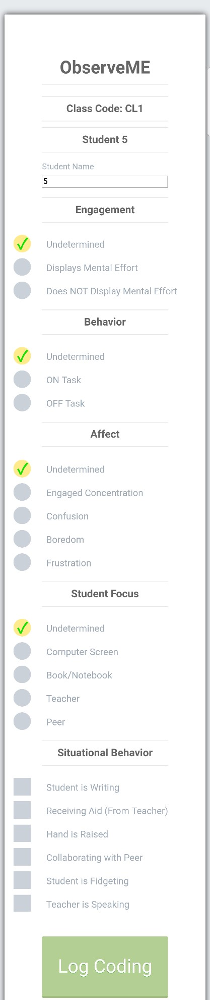 ObserveME
Class Code: CL1
Student 5
Student Name
5
Engagement
Undetermined
Displays Mental Effort
Does NOT Display Mental Effort
Behavior
Undetermined
ON Task
OFF Task
Affect
Undetermined
Engaged Concentration
Confusion
Boredom
Frustration
Student Focus
Undetermined
Computer Screen
Book/Notebook
Teacher
Peer
Situational Behavior
Student is Writing
Receiving Aid (From Teacher)
Hand is Raised
Collaborating with Peer
Student is Fidgeting
Teacher is Speaking
Log Coding